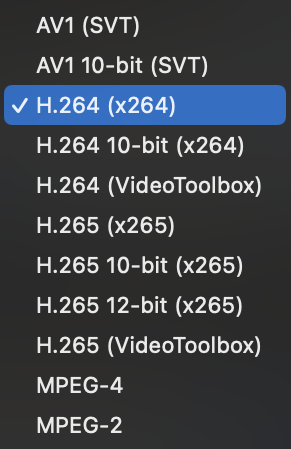 AV1 (SVT)
AV1 10-bit (SVT)
✓ H.264 (x264)
H.264 10-bit (x264)
H.264 (VideoToolbox)
H.265 (x265)
H.265 10-bit (x265)
H.265 12-bit (x265)
H.265 (VideoToolbox)
MPEG-4
MPEG-2